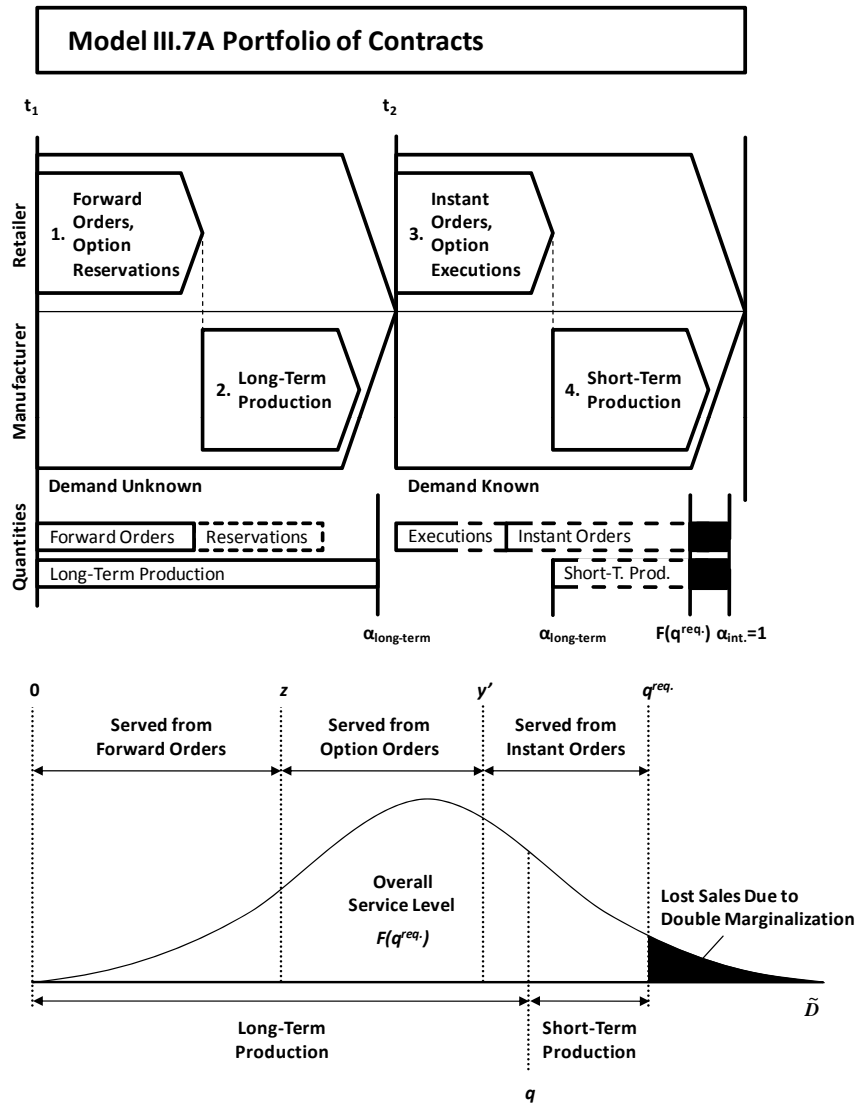 Model III.7A Portfolio of Contracts
t1
t2
Retailer
1.
Forward
Orders,
Option
Reservations
3.
Instant
Orders,
Option
Executions
Manufacturer
2.
Long-Term
Production
4.
Short-Term
Production
Demand Unknown
Demand Known
Quantities
Forward Orders
Reservations
Executions
Instant Orders
Long-Term Production
Short-T. Prod.
αlong-term
αlong-term
F(q^req.) αint.=1
0
z
y’
q^req.
Served from
Forward Orders
Served from
Option Orders
Served from
Instant Orders
Overall
Service Level
F(q^req.)
Lost Sales Due to
Double Marginalization
D̃
Long-Term
Production
Short-Term
Production
q